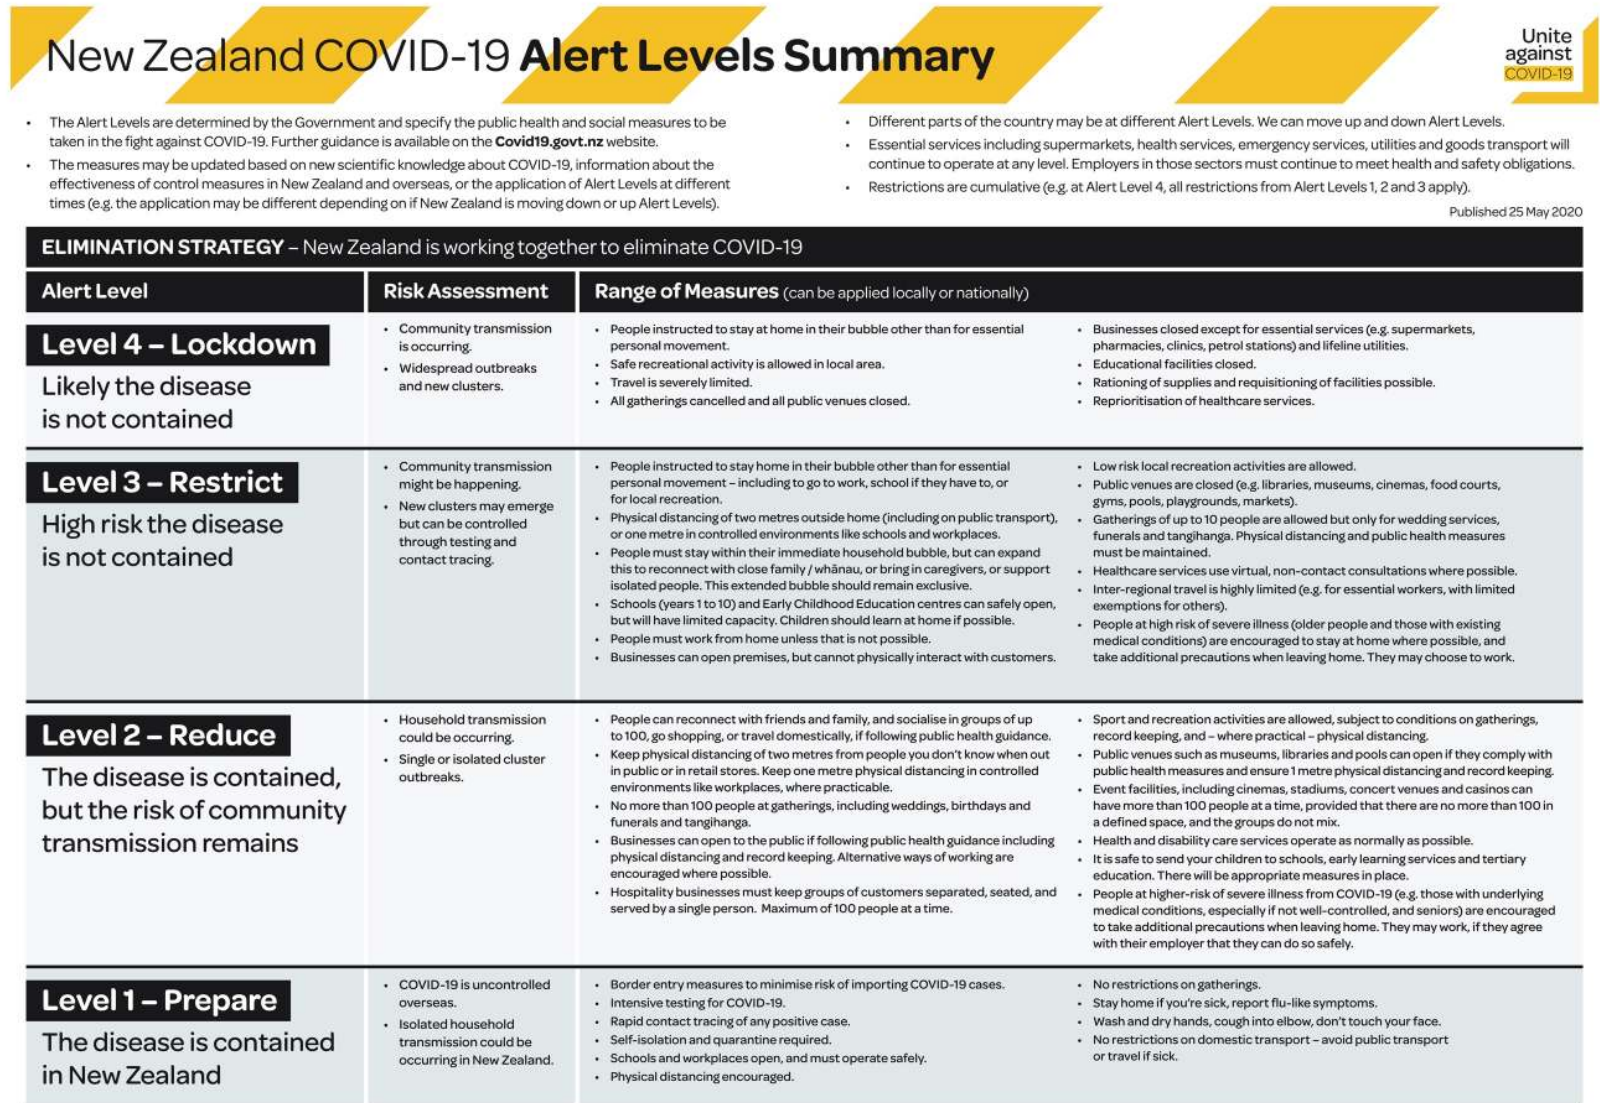 New Zealand COVID-19 Alert Levels Summary
Unite
against
COVID-19
• The Alert Levels are determined by the Government and specify the public health and social measures to be
taken in the fight against COVID-19. Further guidance is available on the Covid19.govt.nz website.
• The measures may be updated based on new scientific knowledge about COVID-19, information about the
effectiveness of control measures in New Zealand and overseas, or the application of Alert Levels at different
times (e.g. the application may be different depending on if New Zealand is moving down or up Alert Levels).
• Different parts of the country may be at different Alert Levels. We can move up and down Alert Levels.
• Essential services including supermarkets, health services, emergency services, utilities and goods transport will
continue to operate at any level. Employers in those sectors must continue to meet health and safety obligations.
• Restrictions are cumulative (e.g. at Alert Level 4, all restrictions from Alert Levels 1, 2 and 3 apply).
Published 25 May 2020
ELIMINATION STRATEGY – New Zealand is working together to eliminate COVID-19
Alert Level
Risk Assessment
Range of Measures (can be applied locally or nationally)
Level 4 – Lockdown
Likely the disease
is not contained
• Community transmission
is occurring.
• Widespread outbreaks
and new clusters.
• People instructed to stay at home in their bubble other than for essential
personal movement.
• Safe recreational activity is allowed in local area.
• Travel is severely limited.
• All gatherings cancelled and all public venues closed.
• Businesses closed except for essential services (e.g. supermarkets,
pharmacies, clinics, petrol stations) and lifeline utilities.
• Educational facilities closed.
• Rationing of supplies and requisitioning of facilities possible.
• Reprioritisation of healthcare services.
Level 3 – Restrict
High risk the disease
is not contained
• Community transmission
might be happening.
• New clusters may emerge
but can be controlled
through testing and
contact tracing.
• People instructed to stay home in their bubble other than for essential
personal movement – including to go to work, school if they have to, or
for local recreation.
• Physical distancing of two metres outside home (including on public transport),
or one metre in controlled environments like schools and workplaces.
• People must stay within their immediate household bubble, but can expand
this to reconnect with close family / whānau, or bring in caregivers, or support
isolated people. This extended bubble should remain exclusive.
• Schools (years 1 to 10) and Early Childhood Education centres can safely open,
but will have limited capacity. Children should learn at home if possible.
• People must work from home unless that is not possible.
• Businesses can open premises, but cannot physically interact with customers.
• Low risk local recreation activities are allowed.
• Public venues are closed (e.g. libraries, museums, cinemas, food courts,
gyms, pools, playgrounds, markets).
• Gatherings of up to 10 people are allowed but only for wedding services,
funerals and tangihanga. Physical distancing and public health measures
must be maintained.
• Healthcare services use virtual, non-contact consultations where possible.
• Inter-regional travel is highly limited (e.g. for essential workers, with limited
exemptions for others).
• People at high risk of severe illness (older people and those with existing
medical conditions) are encouraged to stay at home where possible, and
take additional precautions when leaving home. They may choose to work.
Level 2 – Reduce
The disease is contained,
but the risk of community
transmission remains
• Household transmission
could be occurring.
• Single or isolated cluster
outbreaks.
• People can reconnect with friends and family, and socialise in groups of up
to 100, go shopping, or travel domestically, if following public health guidance.
• Keep physical distancing of two metres from people you don't know when out
in public or in retail stores. Keep one metre physical distancing in controlled
environments like workplaces, where practicable.
• No more than 100 people at gatherings, including weddings, birthdays and
funerals and tangihanga.
• Businesses can open to the public if following public health guidance including
physical distancing and record keeping. Alternative ways of working are
encouraged where possible.
• Hospitality businesses must keep groups of customers separated, seated, and
served by a single person. Maximum of 100 people at a time.
• Sport and recreation activities are allowed, subject to conditions on gatherings,
record keeping, and – where practical – physical distancing.
• Public venues such as museums, libraries and pools can open if they comply with
public health measures and ensure 1 metre physical distancing and record keeping.
• Event facilities, including cinemas, stadiums, concert venues and casinos can
have more than 100 people at a time, provided that there are no more than 100 in
a defined space, and the groups do not mix.
• Health and disability care services operate as normally as possible.
• It is safe to send your children to schools, early learning services and tertiary
education. There will be appropriate measures in place.
• People at higher-risk of severe illness from COVID-19 (e.g. those with underlying
medical conditions, especially if not well-controlled, and seniors) are encouraged
to take additional precautions when leaving home. They may work, if they agree
with their employer that they can do so safely.
Level 1 – Prepare
The disease is contained
in New Zealand
• COVID-19 is uncontrolled
overseas.
• Isolated household
transmission could be
occurring in New Zealand.
• Border entry measures to minimise risk of importing COVID-19 cases.
• Intensive testing for COVID-19.
• Rapid contact tracing of any positive case.
• Self-isolation and quarantine required.
• Schools and workplaces open, and must operate safely.
• Physical distancing encouraged.
• No restrictions on gatherings.
• Stay home if you're sick, report flu-like symptoms.
• Wash and dry hands, cough into elbow, don't touch your face.
• No restrictions on domestic transport – avoid public transport
or travel if sick.